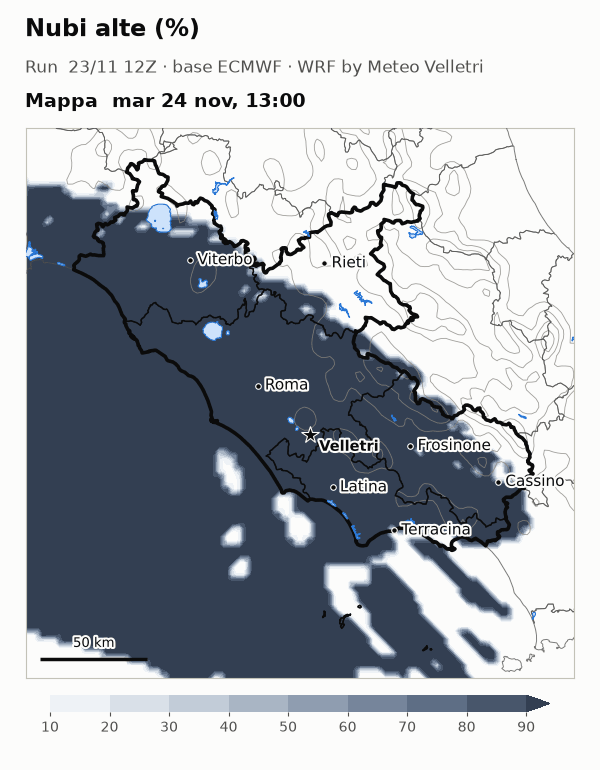 Nubi alte (%)
Run 23/11 12Z · base ECMWF · WRF by Meteo Velletri
Mappa mar 24 nov, 13:00
Viterbo
Rieti
Roma
Velletri
Frosinone
Cassino
Latina
Terracina
50 km
10 20 30 40 50 60 70 80 90